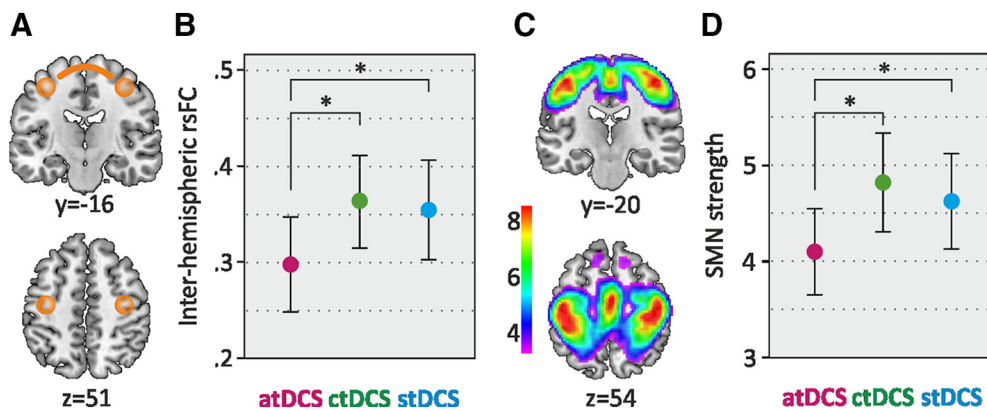 A
y=-16
z=51
B
Inter-hemispheric rsFC
.5
.4
.3
.2
*
*
atDCS ctDCS stDCS
C
y=-20
8
6
4
z=54
D
SMN strength
6
5
4
3
*
*
atDCS ctDCS stDCS